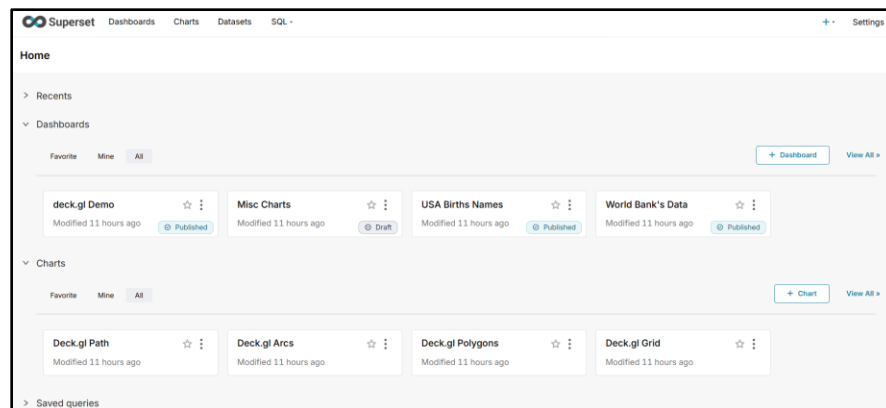 Superset Dashboards Charts Datasets SQL + Settings
Home
Recents
Dashboards
Favorite Mine All + Dashboard View All »
deck.gl Demo Misc Charts USA Births Names World Bank's Data
Modified 11 hours ago Modified 11 hours ago Modified 11 hours ago Modified 11 hours ago
Published Draft Published Published
Charts
Favorite Mine All + Chart View All »
Deck.gl Path Deck.gl Arcs Deck.gl Polygons Deck.gl Grid
Modified 11 hours ago Modified 11 hours ago Modified 11 hours ago Modified 11 hours ago
Saved queries